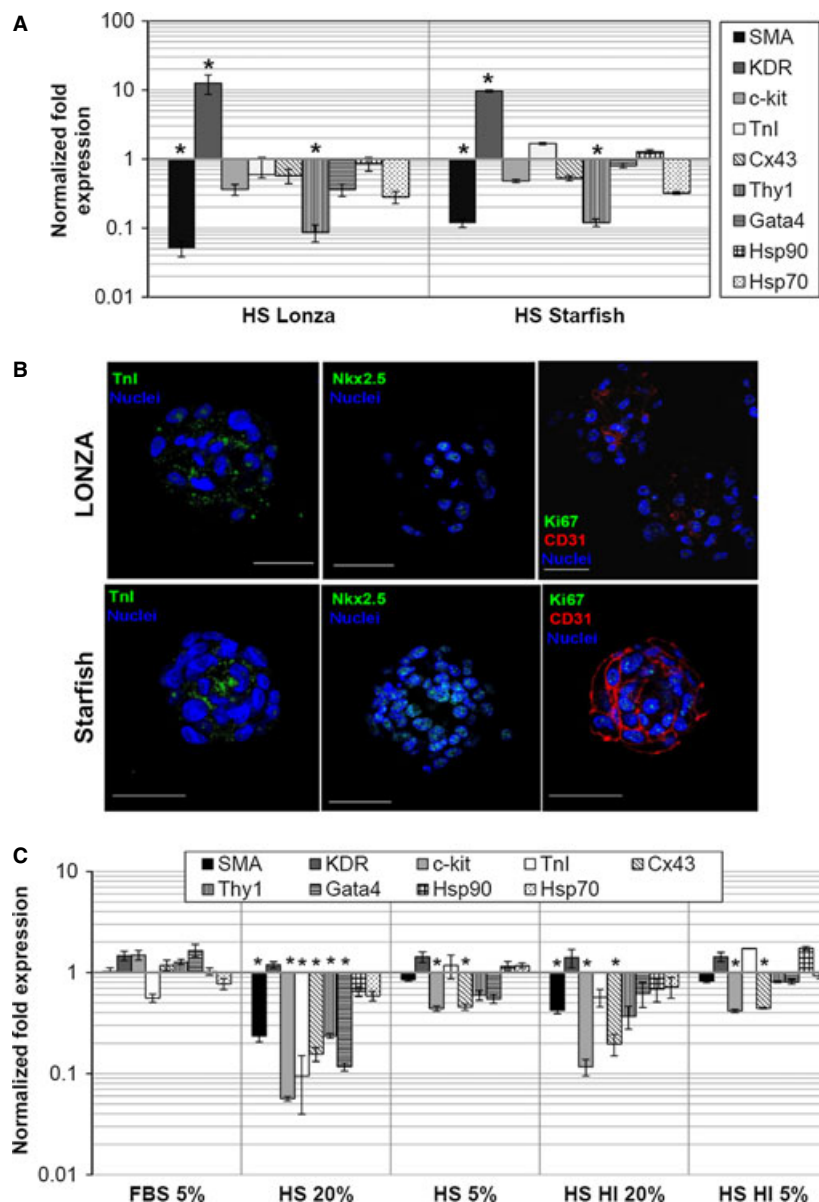 A
100
10
1
0.1
0.01
Normalized fold
expression
* * * * * *
HS Lonza
HS Starfish
SMA
KDR
c-kit
TnI
Cx43
Thy1
Gata4
Hsp90
Hsp70
B
LONZA
TnI
Nuclei
Nkx2.5
Nuclei
Ki67
CD31
Nuclei
Starfish
TnI
Nuclei
Nkx2.5
Nuclei
Ki67
CD31
Nuclei
C
SMA KDR c-kit TnI Cx43
Thy1 Gata4 Hsp90 Hsp70
10
1
0.1
0.01
Normalized fold expression
* * * * * * * * * * * * *
FBS 5% HS 20% HS 5% HS HI 20% HS HI 5%